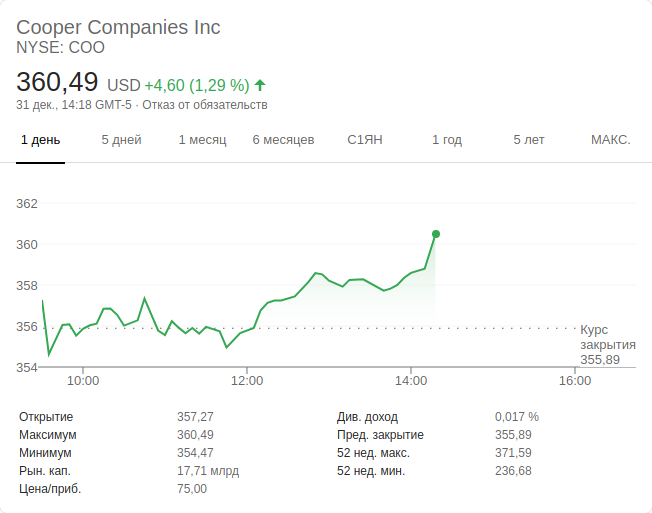 Cooper Companies Inc
NYSE: COO
360,49 USD +4,60 (1,29 %)
31 дек., 14:18 GMT-5 · Отказ от обязательств
1 день 5 дней 1 месяц 6 месяцев С1ЯН 1 год 5 лет МАКС.
362
360
358
356
354
Курс
закрытия
355,89
10:00 12:00 14:00 16:00
Открытие 357,27 Див. доход 0,017 %
Максимум 360,49 Пред. закрытие 355,89
Минимум 354,47 52 нед. макс. 371,59
Рын. кап. 17,71 млрд 52 нед. мин. 236,68
Цена/приб. 75,00